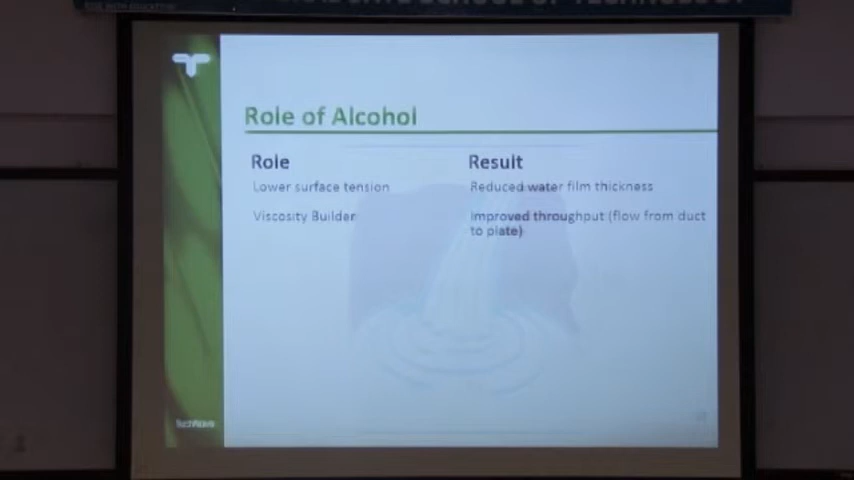 Role of Alcohol
Role
Result
Lower surface tension
Reduced water film thickness
Viscosity Builder
Improved throughput (flow from duct
to plate)